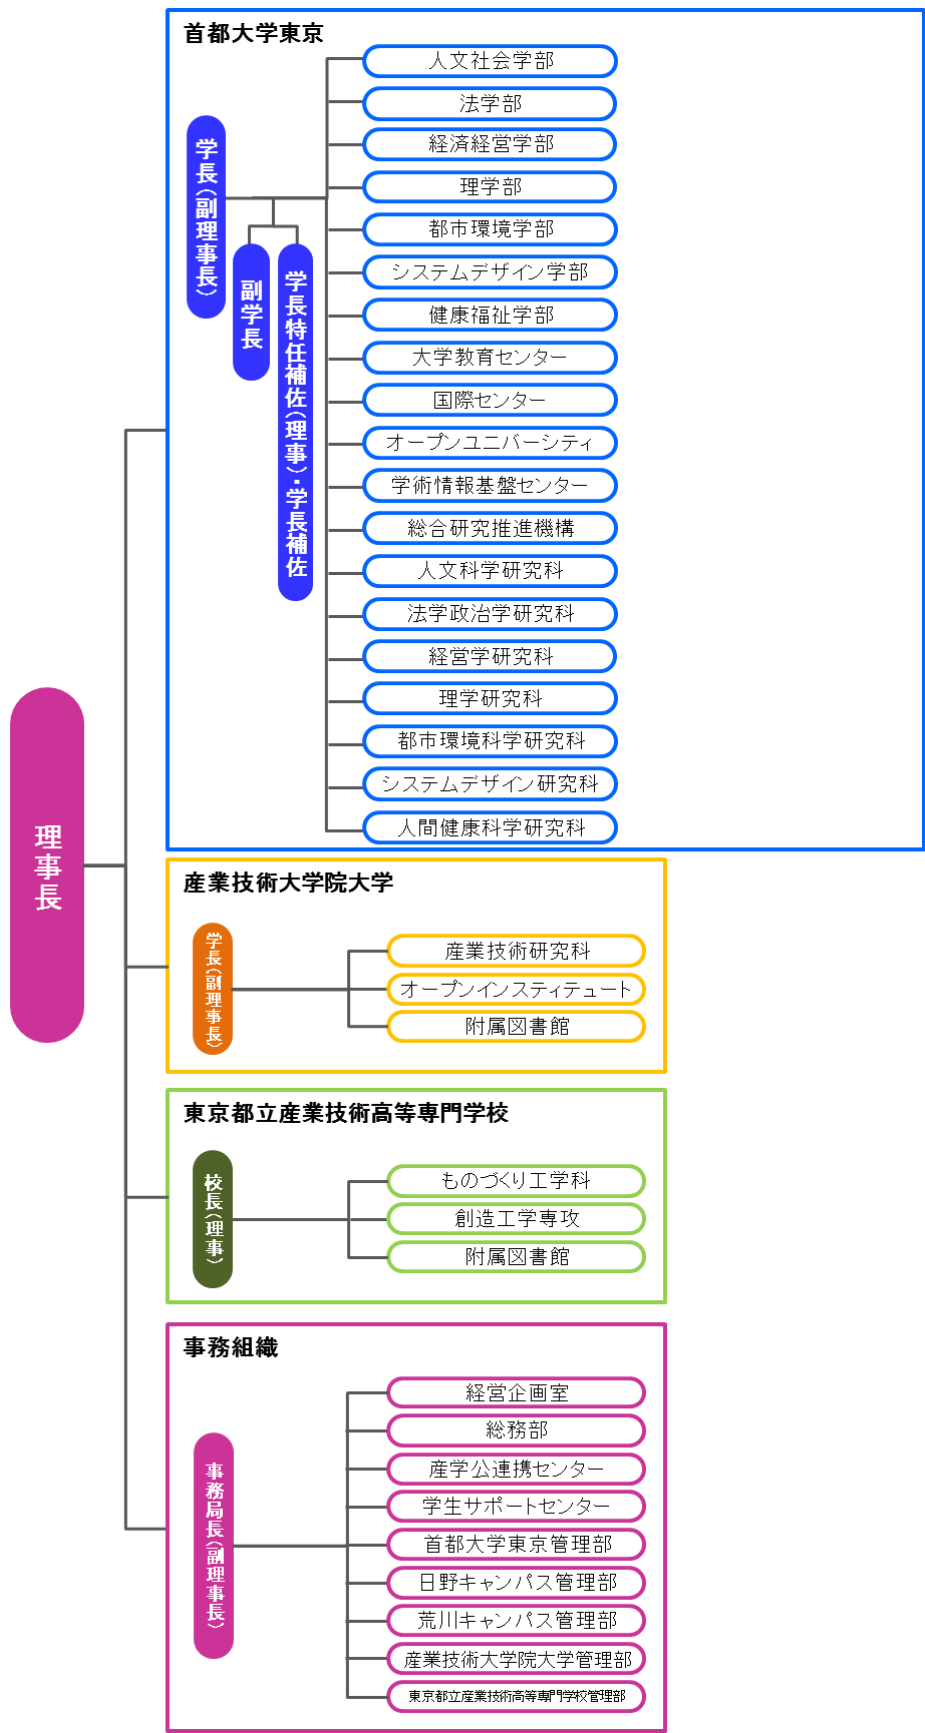 理事長
首都大学東京
学長(副理事長)
副学長
学長特任補佐(理事)・学長補佐
人文社会学部
法学部
経済経営学部
理学部
都市環境学部
システムデザイン学部
健康福祉学部
大学教育センター
国際センター
オープンユニバーシティ
学術情報基盤センター
総合研究推進機構
人文科学研究科
法学政治学研究科
経営学研究科
理学研究科
都市環境科学研究科
システムデザイン研究科
人間健康科学研究科
産業技術大学院大学
学長(副理事長)
産業技術研究科
オープンインスティテュート
附属図書館
東京都立産業技術高等専門学校
校長(理事)
ものづくり工学科
創造工学専攻
附属図書館
事務組織
事務局長(副理事長)
経営企画室
総務部
産学公連携センター
学生サポートセンター
首都大学東京管理部
日野キャンパス管理部
荒川キャンパス管理部
産業技術大学院大学管理部
東京都立産業技術高等専門学校管理部